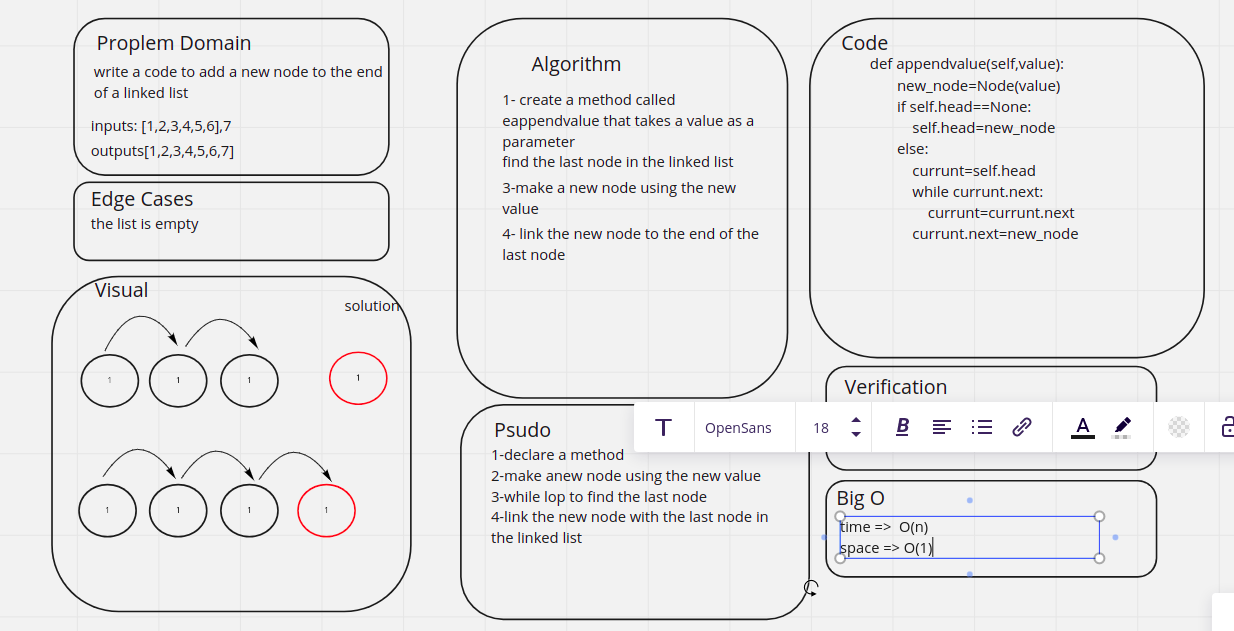 Proplem Domain
write a code to add a new node to the end
of a linked list
inputs: [1,2,3,4,5,6],7
outputs[1,2,3,4,5,6,7]
Edge Cases
the list is empty
Visual
solution
1
1
1
1
1
1
1
1
Algorithm
1- create a method called
eappendvalue that takes a value as a
parameter
find the last node in the linked list
3-make a new node using the new
value
4- link the new node to the end of the
last node
Psudo
1-declare a method
2-make anew node using the new value
3-while lop to find the last node
4-link the new node with the last node in
the linked list
Code
def appendvalue(self,value):
new_node=Node(value)
if self.head==None:
self.head=new_node
else:
currunt=self.head
while currunt.next:
currunt=currunt.next
currunt.next=new_node
Verification
T OpenSans 18 B A
Big O
time => O(n)
space => O(1)